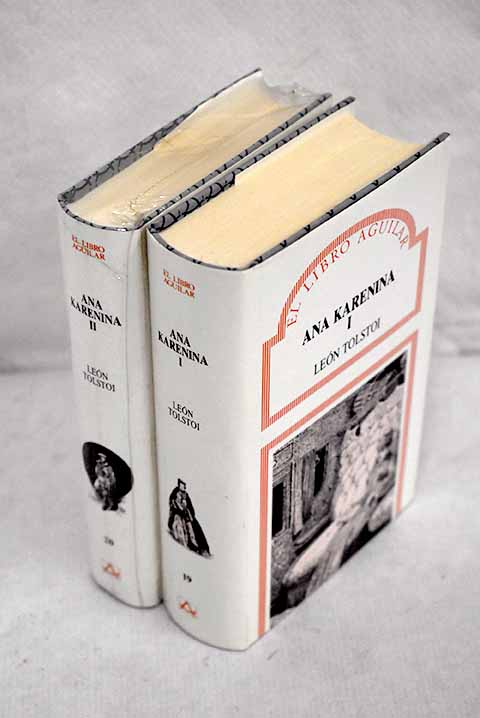 EL LIBRO
AGUILAR
ANA
KARENINA
II
LEÓN
TOLSTOI
20
EL LIBRO
AGUILAR
ANA
KARENINA
I
LEÓN
TOLSTOI
19
EL LIBRO AGUILAR
ANA KARENINA
I
LEÓN TOLSTOI